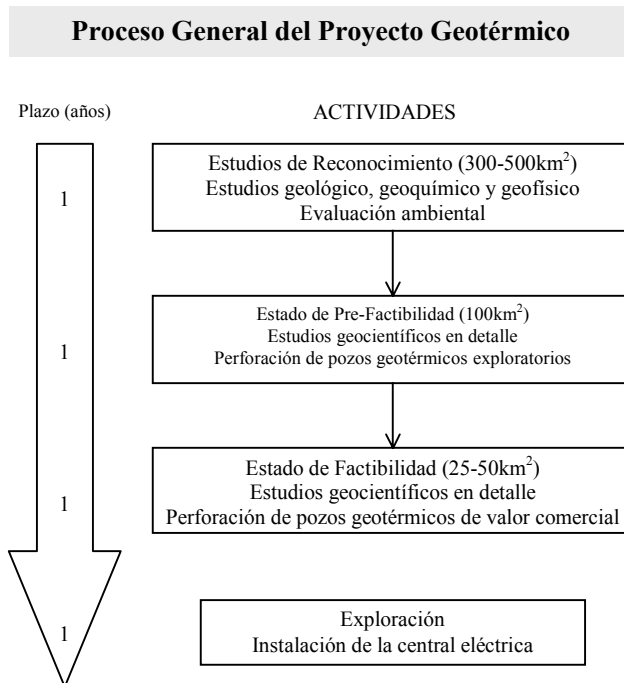 Proceso General del Proyecto Geotérmico
Plazo (años)
ACTIVIDADES
1
Estudios de Reconocimiento (300-500km²)
Estudios geológico, geoquímico y geofísico
Evaluación ambiental
1
Estado de Pre-Factibilidad (100km²)
Estudios geocientíficos en detalle
Perforación de pozos geotérmicos exploratorios
1
Estado de Factibilidad (25-50km²)
Estudios geocientíficos en detalle
Perforación de pozos geotérmicos de valor comercial
1
Exploración
Instalación de la central eléctrica